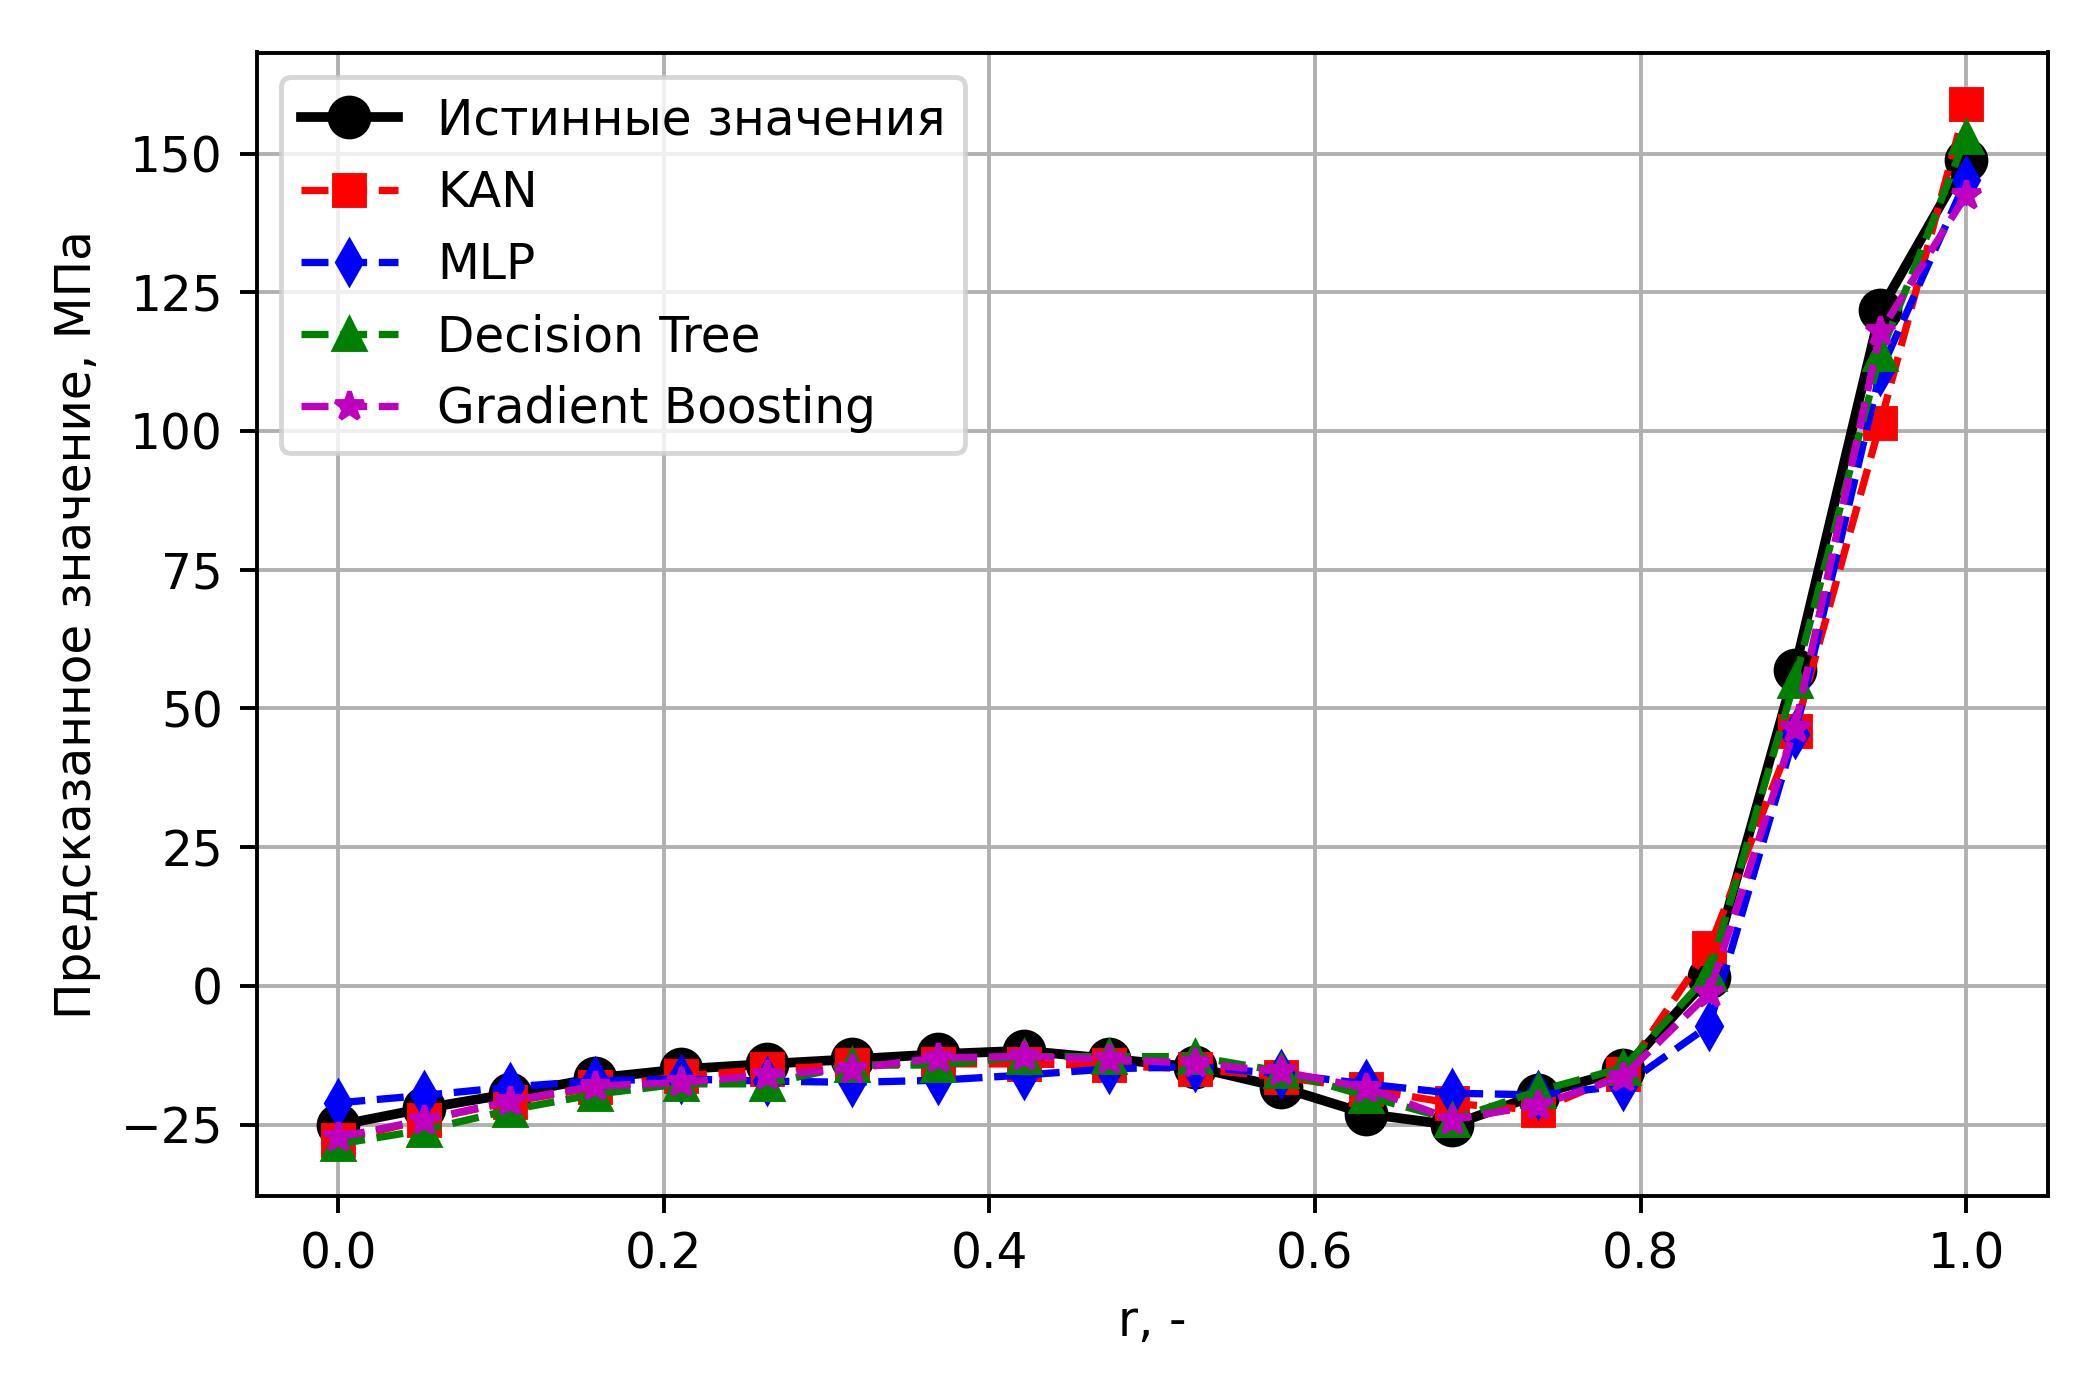 Истинные значения
KAN
MLP
Decision Tree
Gradient Boosting
Предсказанное значение, МПа
150
125
100
75
50
25
0
−25
0.0 0.2 0.4 0.6 0.8 1.0
r, -